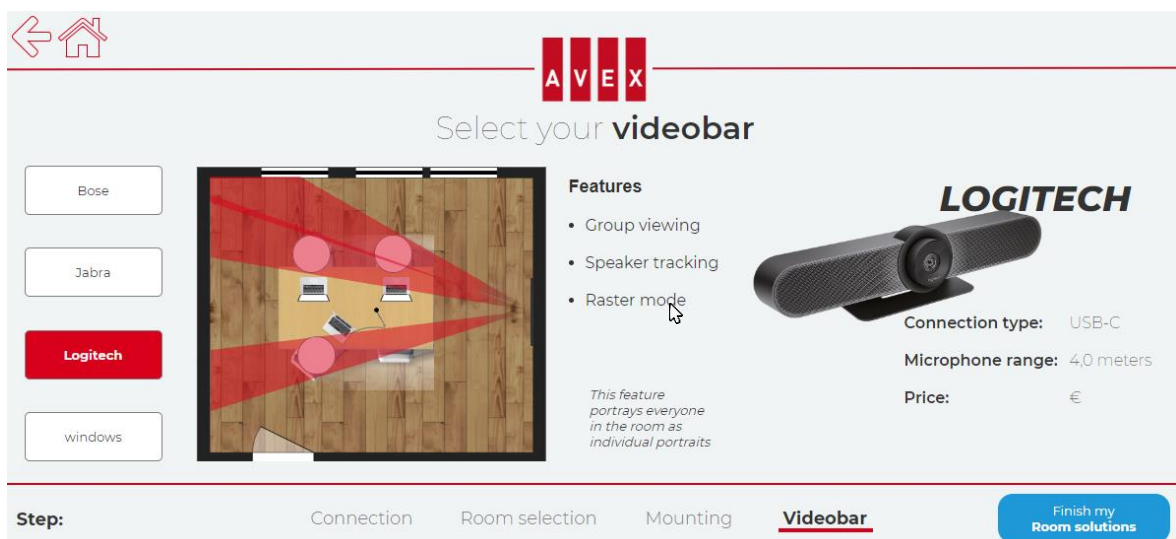 AVEX
Select your videobar
Bose
Jabra
Logitech
windows
Features
• Group viewing
• Speaker tracking
• Raster mode
This feature
portrays everyone
in the room as
individual portraits
LOGITECH
Connection type: USB-C
Microphone range: 4,0 meters
Price: €
Step:
Connection
Room selection
Mounting
Videobar
Finish my
Room solutions